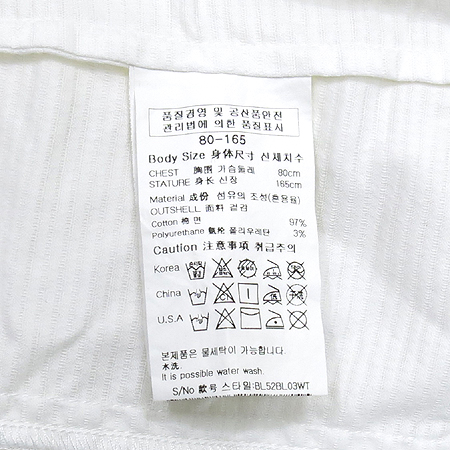 품질경영 및 공산품안전
관리법에 의한 품질표시
80-165
Body Size 身体尺寸 신체치수
CHEST 胸围 가슴둘레 80cm
STATURE 身长 신장 165cm
Material 成份 섬유의 조성(혼용율)
OUTSHELL 面料 겉감
Cotton 棉 면 97%
Polyurethane 氨纶 폴리우레탄 3%
Caution 注意事項 취급주의
Korea
China
U.S.A
본제품은 물세탁이 가능합니다.
水洗.
It is possible water wash.
S/No 款号 스타일:BL52BL03WT